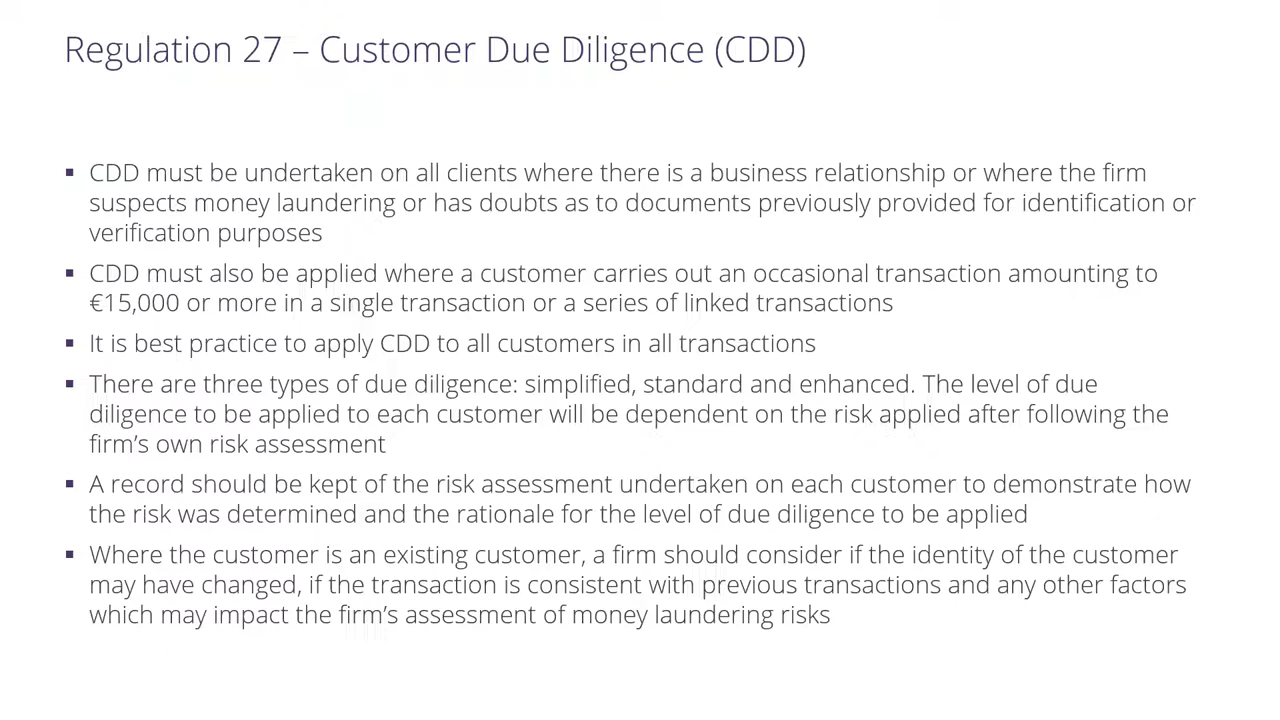 Regulation 27 – Customer Due Diligence (CDD)
▪ CDD must be undertaken on all clients where there is a business relationship or where the firm
suspects money laundering or has doubts as to documents previously provided for identification or
verification purposes
▪ CDD must also be applied where a customer carries out an occasional transaction amounting to
€15,000 or more in a single transaction or a series of linked transactions
▪ It is best practice to apply CDD to all customers in all transactions
▪ There are three types of due diligence: simplified, standard and enhanced. The level of due
diligence to be applied to each customer will be dependent on the risk applied after following the
firm’s own risk assessment
▪ A record should be kept of the risk assessment undertaken on each customer to demonstrate how
the risk was determined and the rationale for the level of due diligence to be applied
▪ Where the customer is an existing customer, a firm should consider if the identity of the customer
may have changed, if the transaction is consistent with previous transactions and any other factors
which may impact the firm’s assessment of money laundering risks